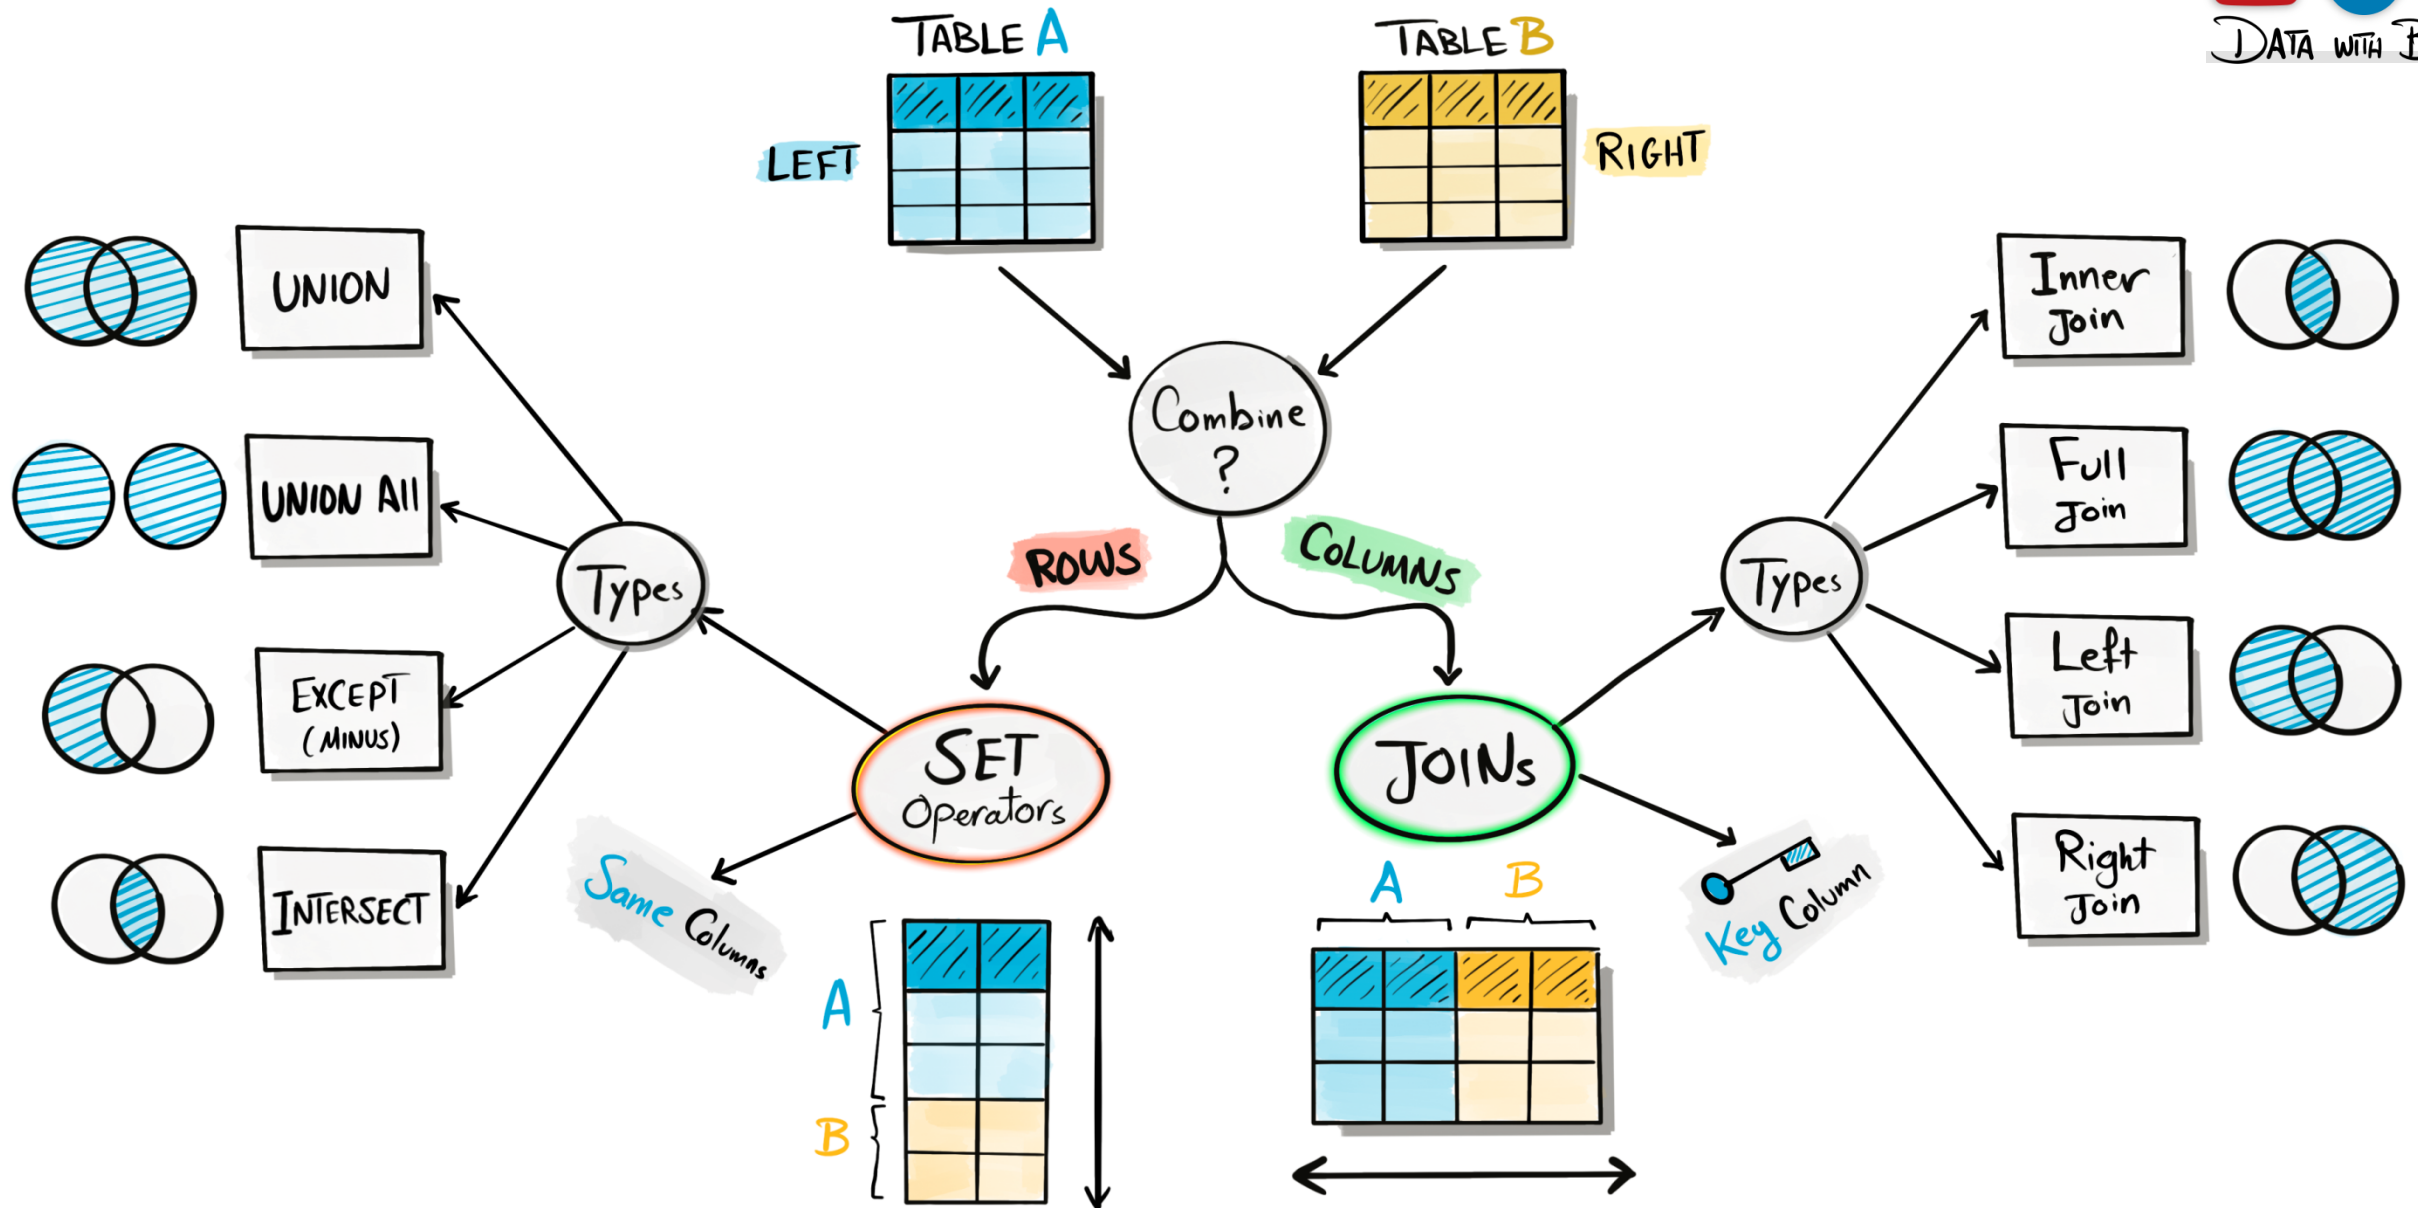 TABLE A
TABLE B
DATA WITH
LEFT
RIGHT
UNION
Inner
Join
Combine
?
UNION All
Full
Join
ROWS
COLUMNS
Types
Types
EXCEPT
(MINUS)
Left
Join
SET
Operators
JOINs
Same Columns
Key Column
INTERSECT
Right
Join
A
B
A
B